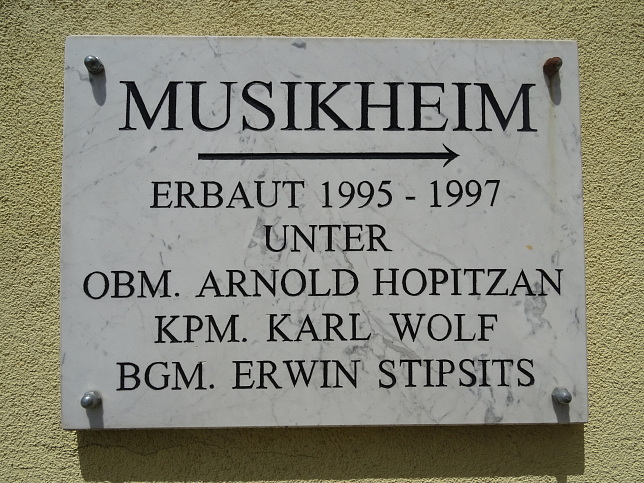 MUSIKHEIM
ERBAUT 1995 - 1997
UNTER
OBM. ARNOLD HOPITZAN
KPM. KARL WOLF
BGM. ERWIN STIPSITS